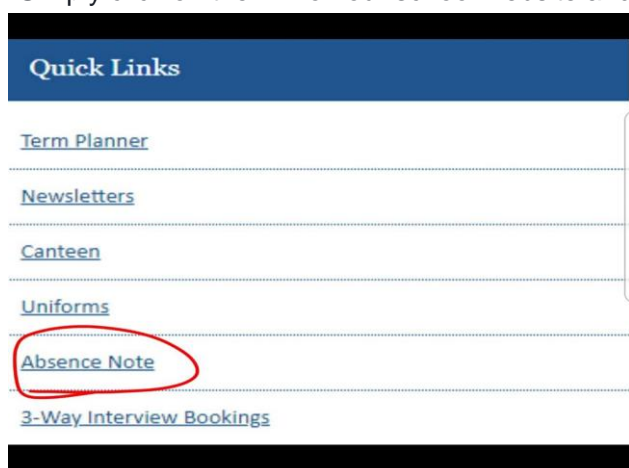 Quick Links
Term Planner
Newsletters
Canteen
Uniforms
Absence Note
3-Way Interview Bookings